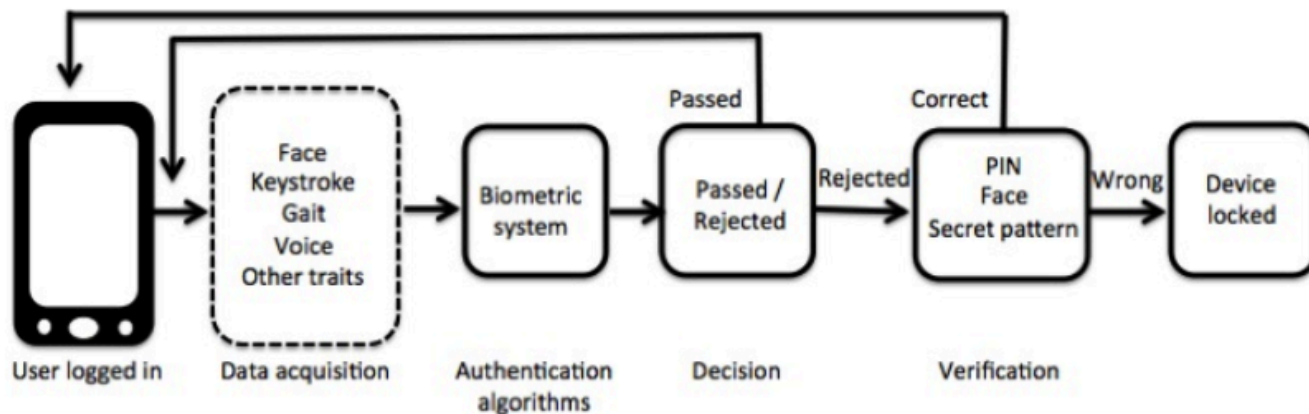 Passed
Correct
Face
Keystroke
Gait
Voice
Other traits
Biometric
system
Passed /
Rejected
Rejected
PIN
Face
Secret pattern
Wrong
Device
locked
User logged in
Data acquisition
Authentication
algorithms
Decision
Verification